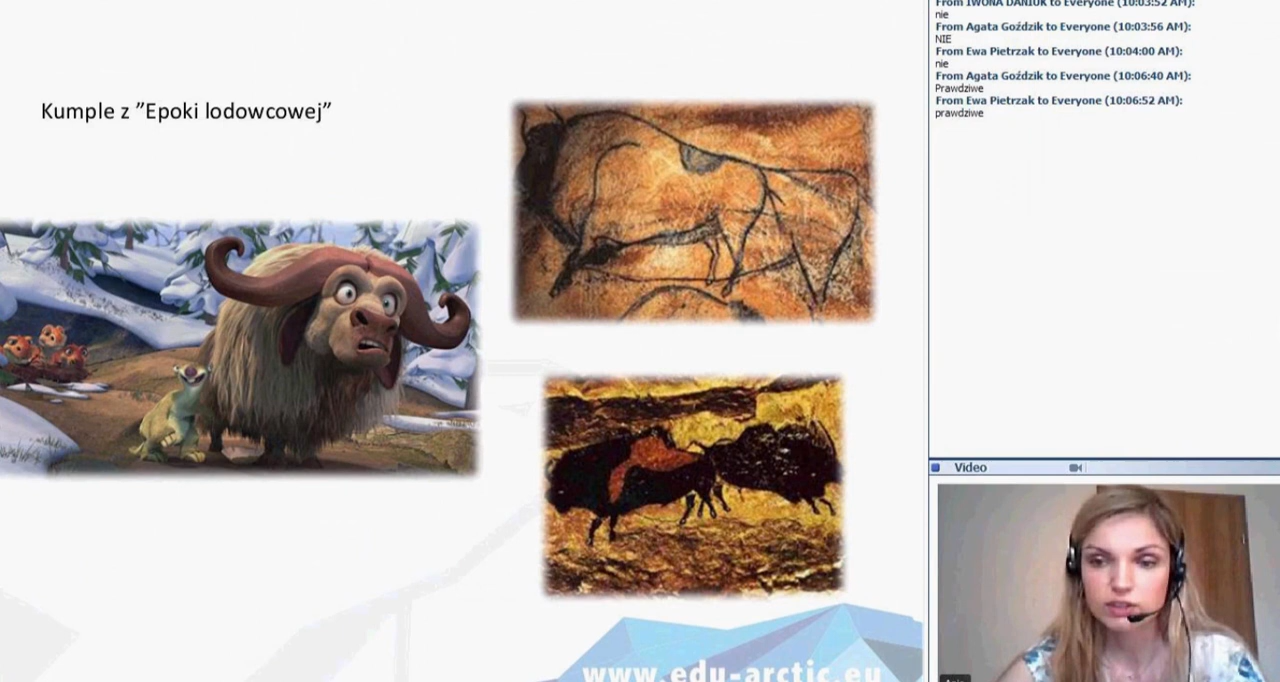 Kumple z ”Epoki lodowcowej”
www.edu-arctic.eu
From IWONA DANIUK to Everyone (10:03:52 AM):
nie
From Agata Goździk to Everyone (10:03:56 AM):
NIE
From Ewa Pietrzak to Everyone (10:04:00 AM):
nie
From Agata Goździk to Everyone (10:06:40 AM):
Prawdziwe
From Ewa Pietrzak to Everyone (10:06:52 AM):
prawdziwe
Video